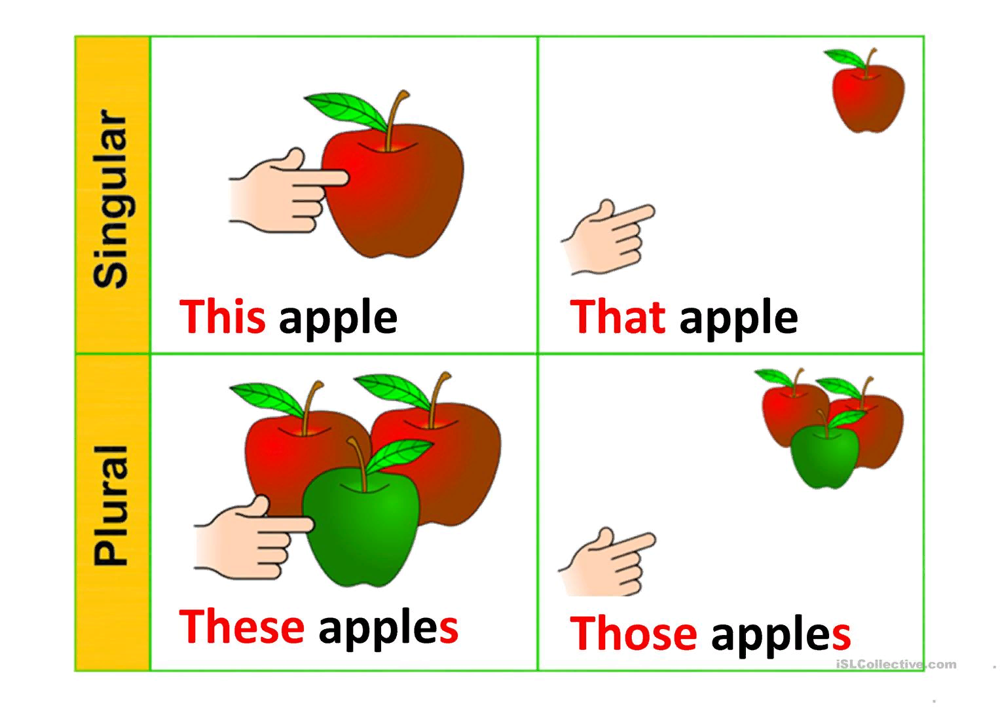 Singular
This apple
That apple
Plural
These apples
Those apples
iSLCollective.com